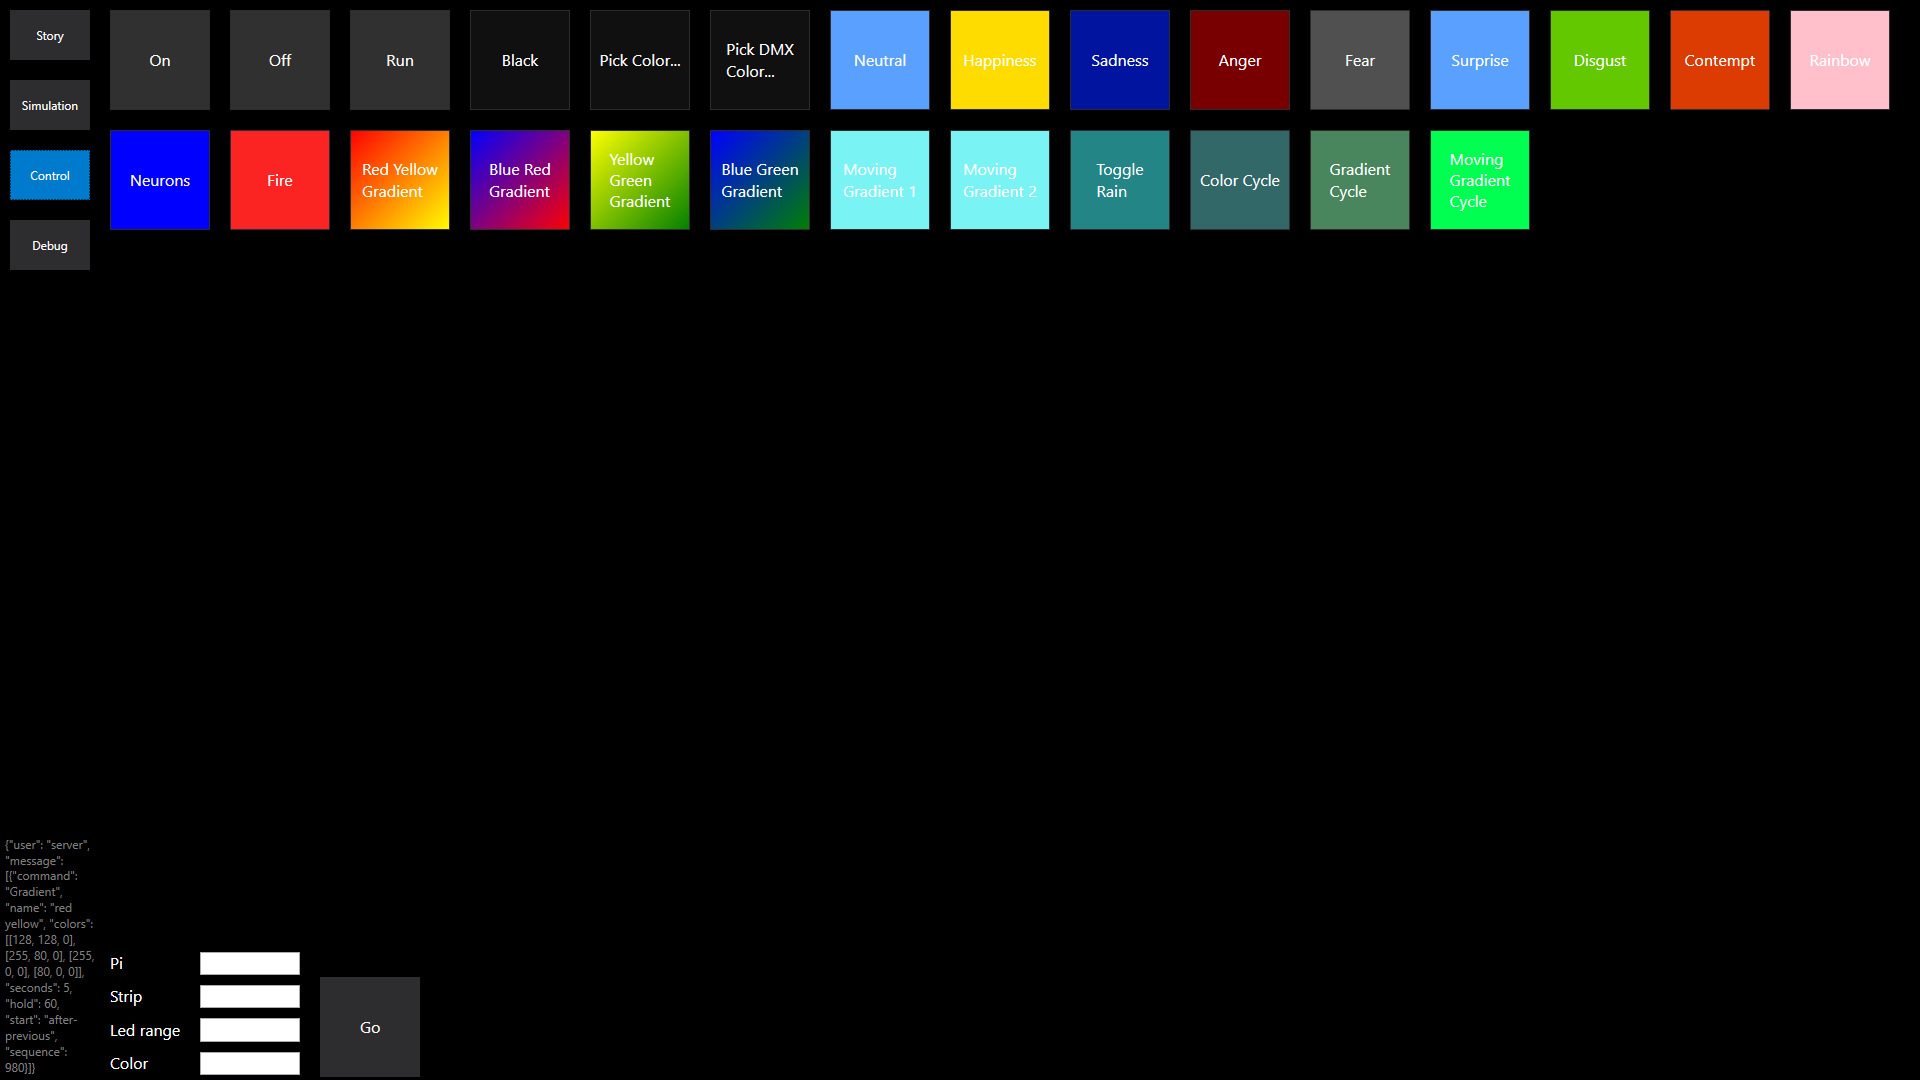 Story
Simulation
Control
Debug
On
Off
Run
Black
Pick Color...
Pick DMX
Color...
Neutral
Happiness
Sadness
Anger
Fear
Surprise
Disgust
Contempt
Rainbow
Neurons
Fire
Red Yellow
Gradient
Blue Red
Gradient
Yellow
Green
Gradient
Blue Green
Gradient
Moving
Gradient 1
Moving
Gradient 2
Toggle
Rain
Color Cycle
Gradient
Cycle
Moving
Gradient
Cycle
{"user": "server",
"message":
[{"command":
"Gradient",
"name": "red
yellow", "colors":
[[128, 128, 0],
[255, 80, 0], [255,
0, 0], [80, 0, 0]],
"seconds": 5,
"hold": 60,
"start": "after-
previous",
"sequence":
980}]}
Pi
Strip
Led range
Color
Go